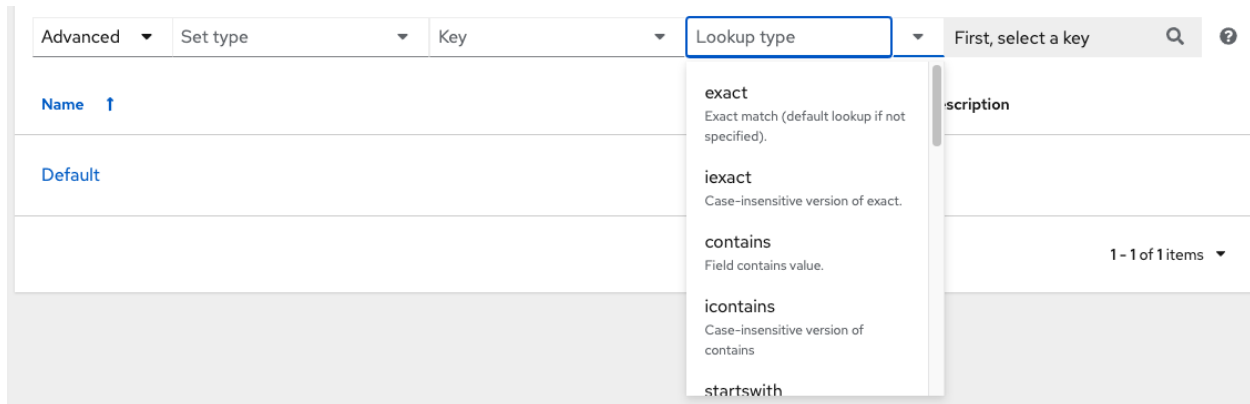 Advanced Set type Key Lookup type First, select a key
Name scription
exact
Exact match (default lookup if not
specified).
Default
iexact
Case-insensitive version of exact.
contains
Field contains value.
1 - 1 of 1 items
icontains
Case-insensitive version of
contains
startswith